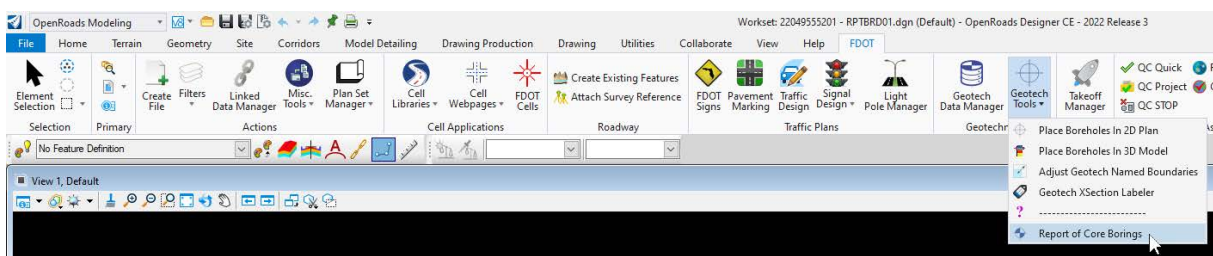 OpenRoads Modeling Workset: 22049555201 - RPTBRD01.dgn (Default) - OpenRoads Designer CE - 2022 Release 3
File Home Terrain Geometry Site Corridors Model Detailing Drawing Production Drawing Utilities Collaborate View Help FDOT
Element Selection
Create File
Filters
Linked Data Manager
Misc. Tools
Plan Set Manager
Cell Libraries
Cell Webpages
FDOT Cells
Create Existing Features
Attach Survey Reference
FDOT Signs
Pavement Marking
Traffic Design
Signal Design
Light Pole Manager
Geotech Data Manager
Geotech Tools
Takeoff Manager
QC Quick
QC Project
QC STOP
Selection Primary Actions Cell Applications Roadway Traffic Plans Geotechn
No Feature Definition
Place Boreholes In 2D Plan
Place Boreholes In 3D Model
Adjust Geotech Named Boundaries
Geotech XSection Labeler
? -------------------------
Report of Core Borings
View 1, Default